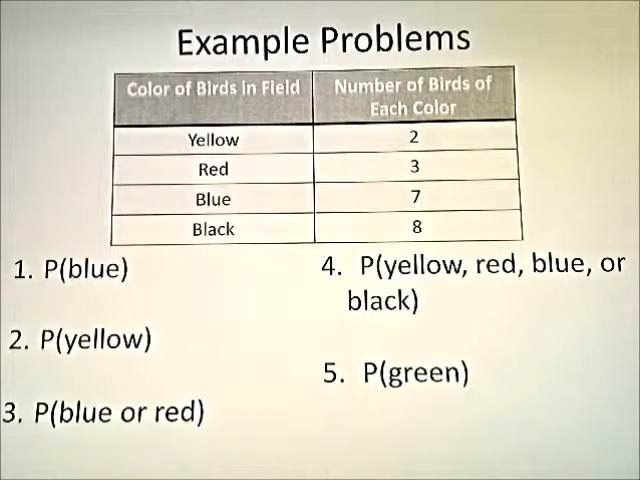 Example Problems
Color of Birds in Field Number of Birds of
Each Color
Yellow 2
Red 3
Blue 7
Black 8
1. P(blue)
2. P(yellow)
3. P(blue or red)
4. P(yellow, red, blue, or
black)
5. P(green)